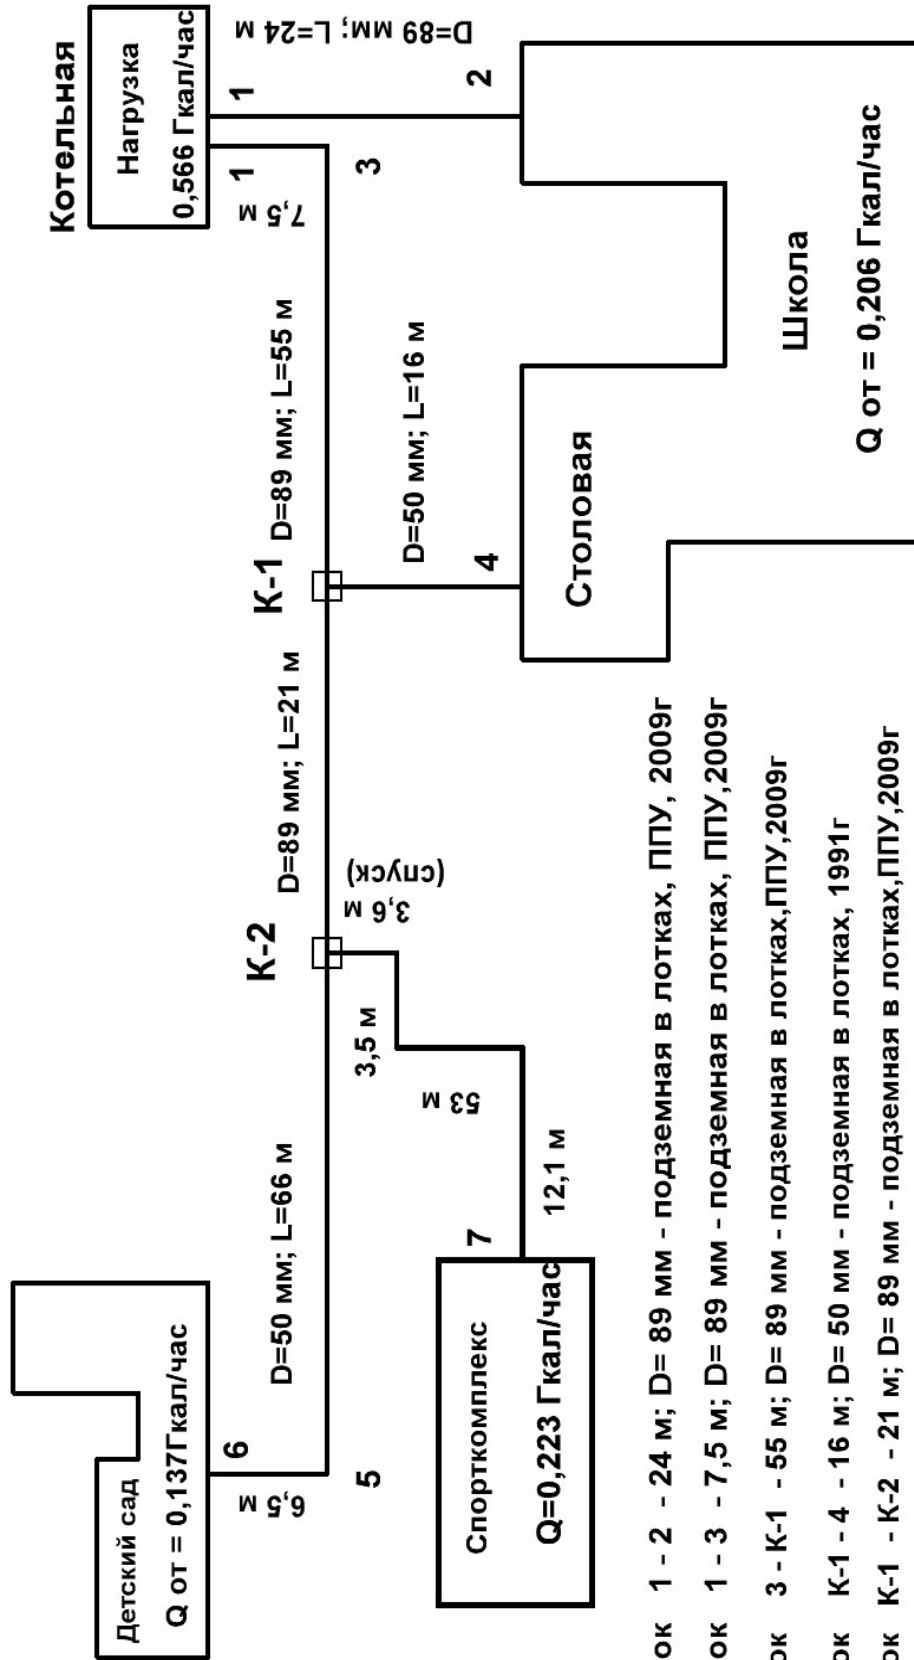 Котельная
Нагрузка
0,566 Гкал/час
1
1
7,5 м
D=89 мм; L=24 м
2
3
D=89 мм; L=55 м
К-1
D=50 мм; L=16 м
4
D=89 мм; L=21 м
К-2
3,6 м
(спуск)
3,5 м
53 м
12,1 м
7
D=50 мм; L=66 м
5
6,5 м
6
Детский сад
Q от = 0,137Гкал/час
Спорткомплекс
Q=0,223 Гкал/час
Столовая
Школа
Q от = 0,206 Гкал/час
ок 1 - 2 - 24 м; D= 89 мм - подземная в лотках, ППУ, 2009г
ок 1 - 3 - 7,5 м; D= 89 мм - подземная в лотках, ППУ,2009г
ок 3 - К-1 - 55 м; D= 89 мм - подземная в лотках,ППУ,2009г
ок К-1 - 4 - 16 м; D= 50 мм - подземная в лотках, 1991г
ок К-1 - К-2 - 21 м; D= 89 мм - подземная в лотках,ППУ,2009г